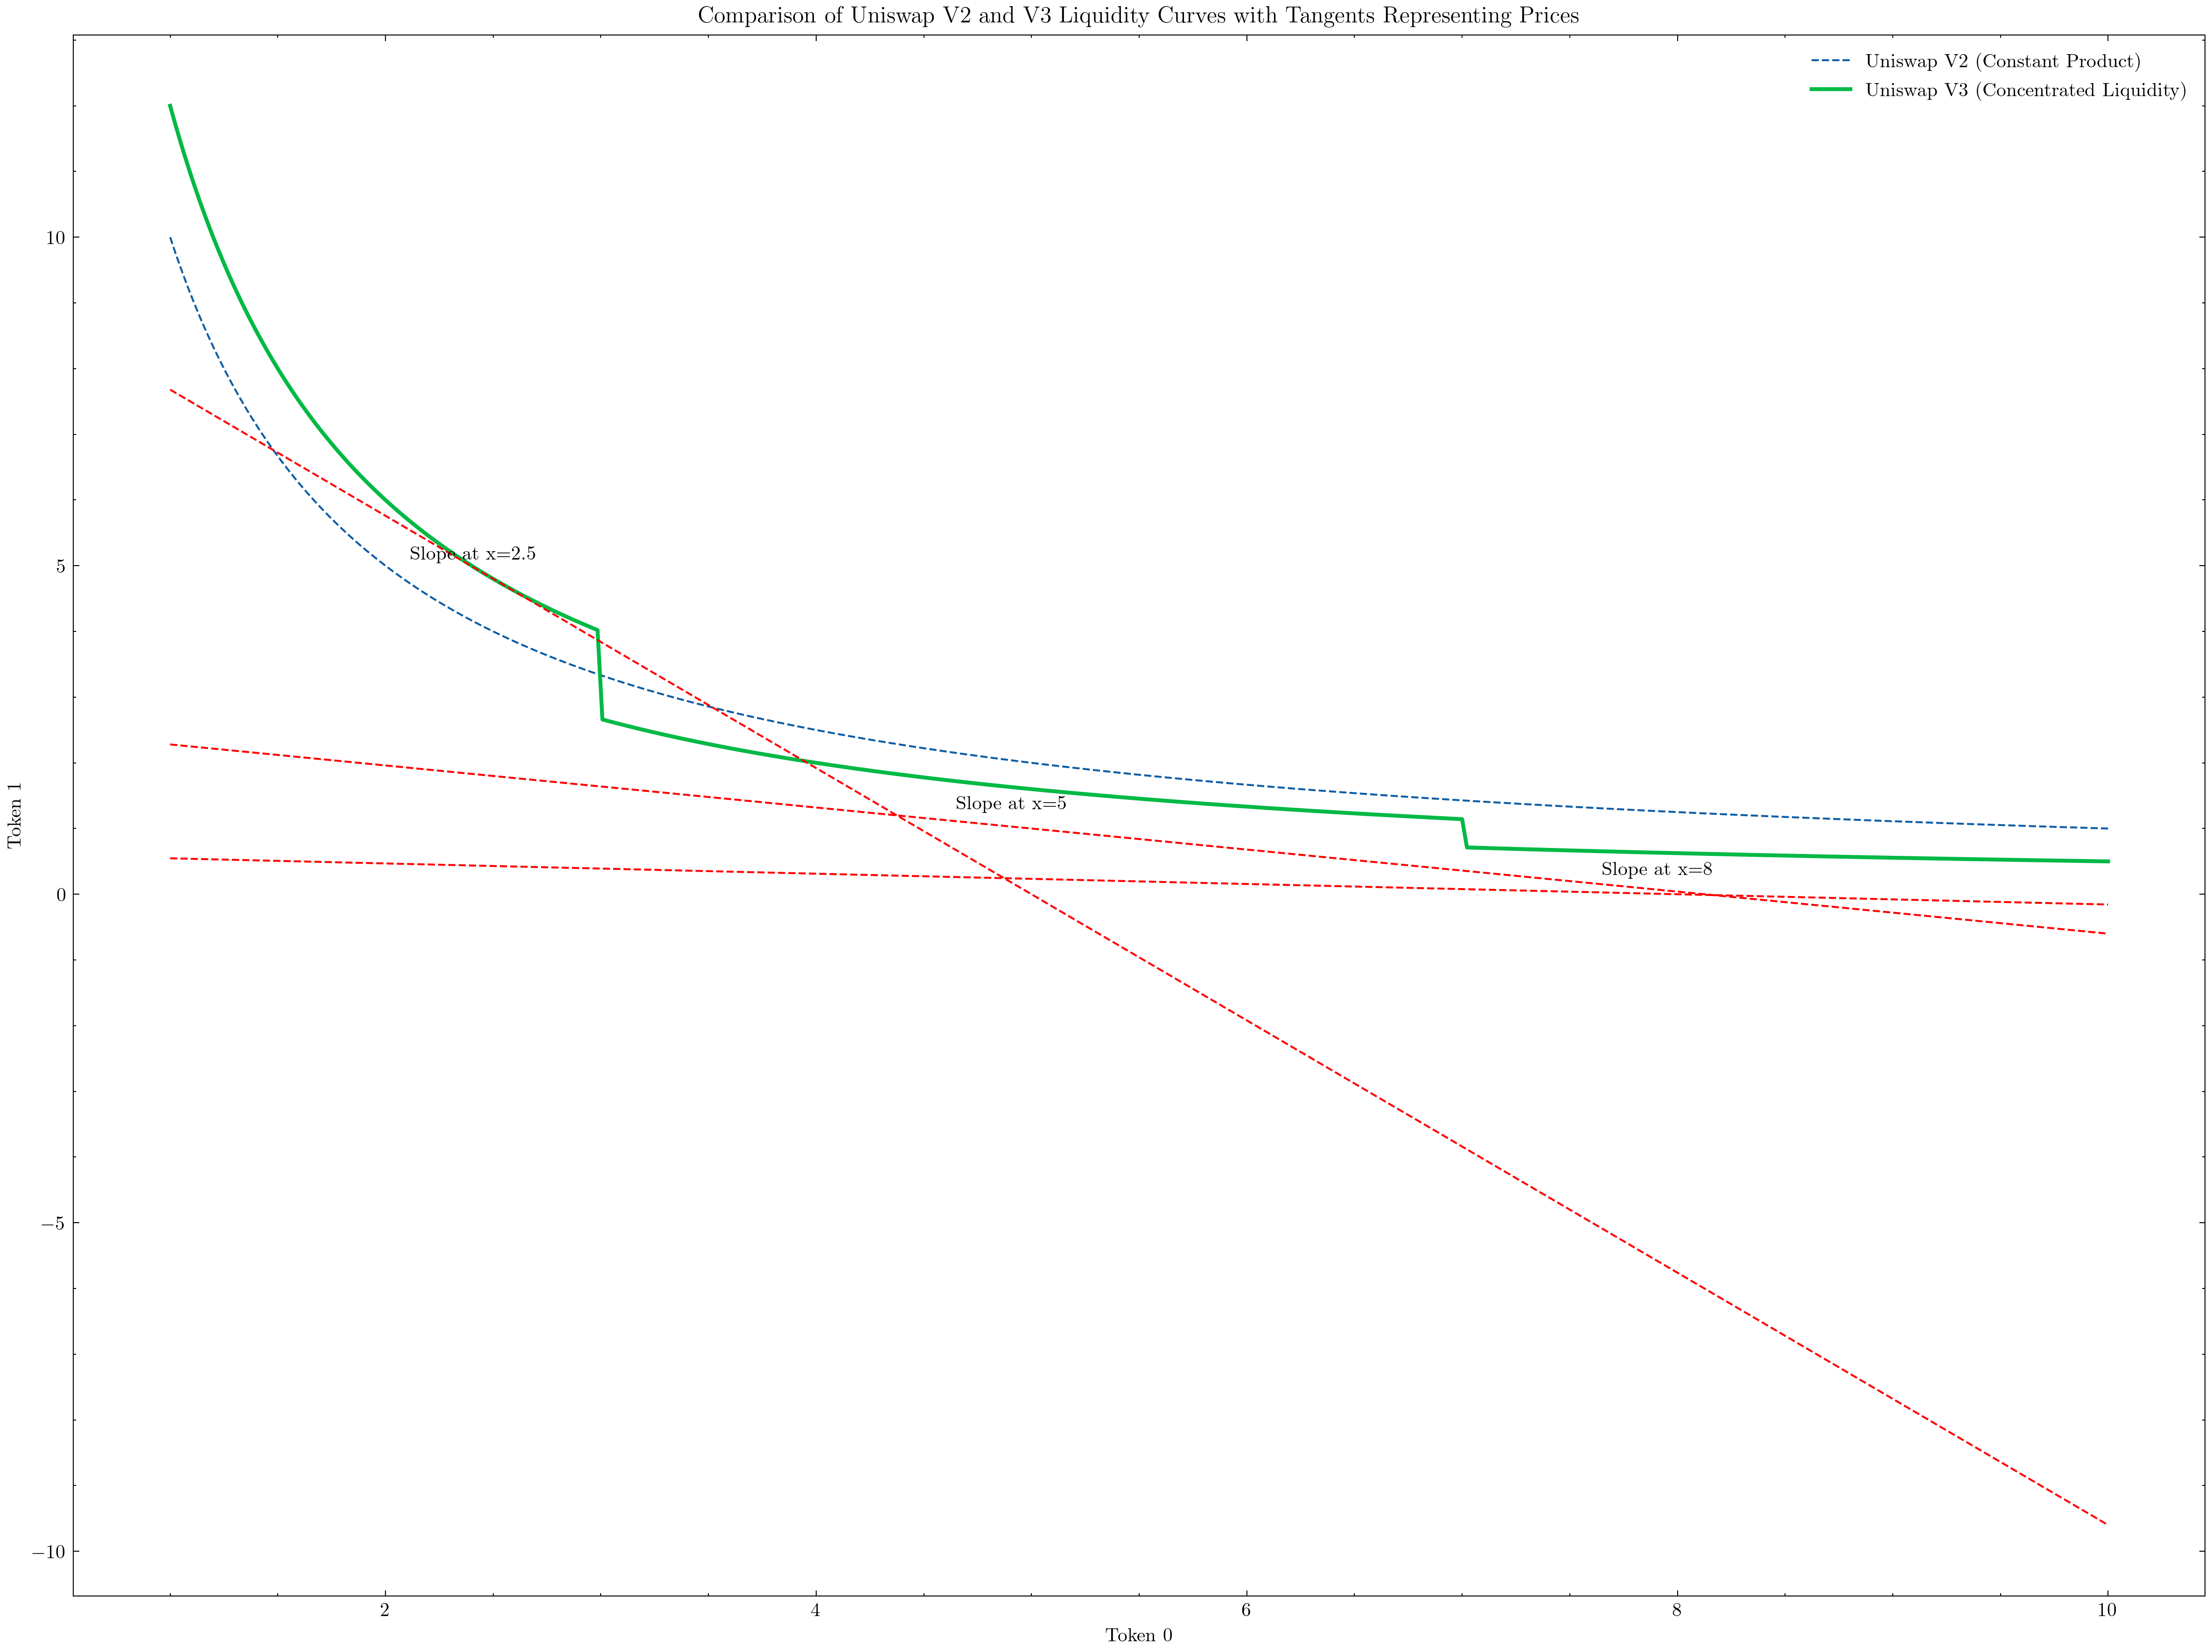 Comparison of Uniswap V2 and V3 Liquidity Curves with Tangents Representing Prices
Uniswap V2 (Constant Product)
Uniswap V3 (Concentrated Liquidity)
10
5
0
−5
−10
Token 1
Slope at x=2.5
Slope at x=5
Slope at x=8
2 4 6 8 10
Token 0